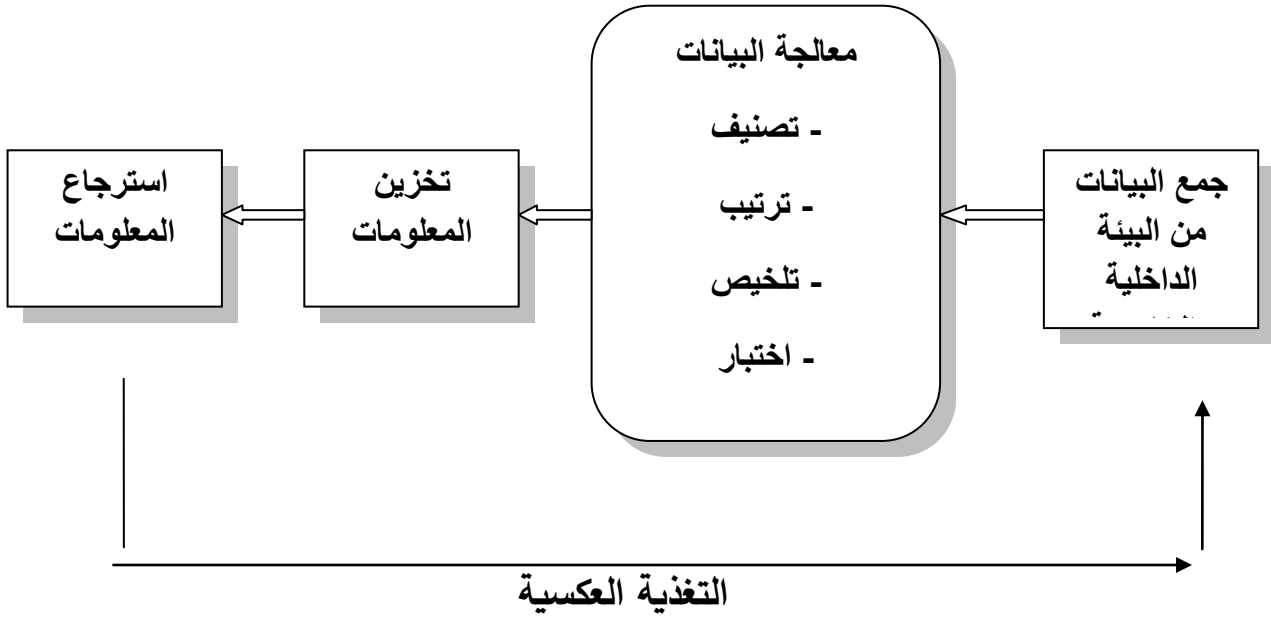 جمع البيانات
من البيئة
الداخلية
معالجة البيانات
- تصنيف
- ترتيب
- تلخيص
- اختبار
تخزين
المعلومات
استرجاع
المعلومات
التغذية العكسية